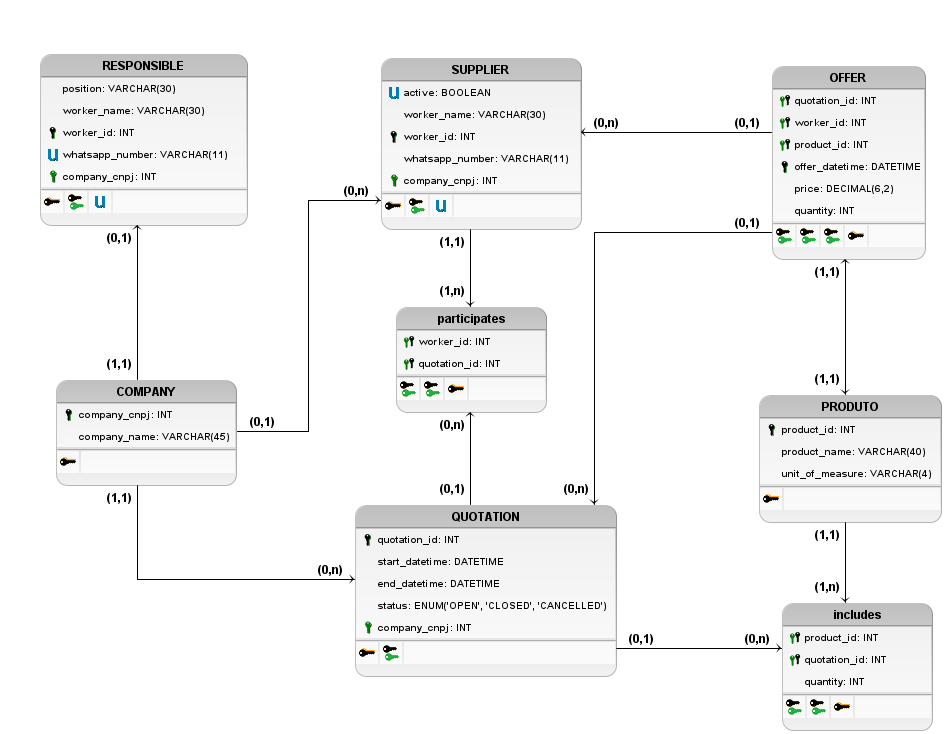 RESPONSIBLE
position: VARCHAR(30)
worker_name: VARCHAR(30)
worker_id: INT
whatsapp_number: VARCHAR(11)
company_cnpj: INT
SUPPLIER
active: BOOLEAN
worker_name: VARCHAR(30)
worker_id: INT
whatsapp_number: VARCHAR(11)
company_cnpj: INT
OFFER
quotation_id: INT
worker_id: INT
product_id: INT
offer_datetime: DATETIME
price: DECIMAL(6,2)
quantity: INT
(0,n)
(0,1)
(0,n)
(0,1)
(0,1)
(1,1)
(1,1)
(1,n)
participates
worker_id: INT
quotation_id: INT
(1,1)
(1,1)
COMPANY
company_cnpj: INT
company_name: VARCHAR(45)
(0,1)
(1,1)
PRODUTO
product_id: INT
product_name: VARCHAR(40)
unit_of_measure: VARCHAR(4)
(0,n)
(0,1)
(0,n)
(1,1)
(1,n)
QUOTATION
quotation_id: INT
start_datetime: DATETIME
end_datetime: DATETIME
status: ENUM('OPEN', 'CLOSED', 'CANCELLED')
company_cnpj: INT
(0,n)
(0,1)
(0,n)
includes
product_id: INT
quotation_id: INT
quantity: INT